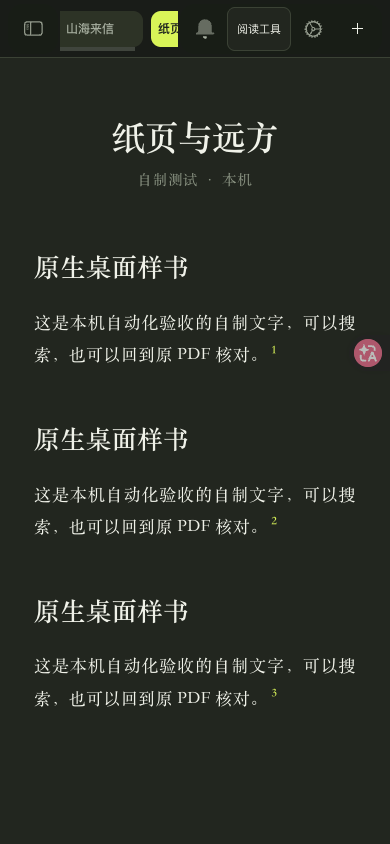 山海来信
纸页
阅读工具
纸页与远方
自制测试 · 本机
原生桌面样书
这是本机自动化验收的自制文字，可以搜
索，也可以回到原 PDF 核对。 1
原生桌面样书
这是本机自动化验收的自制文字，可以搜
索，也可以回到原 PDF 核对。 2
原生桌面样书
这是本机自动化验收的自制文字，可以搜
索，也可以回到原 PDF 核对。 3